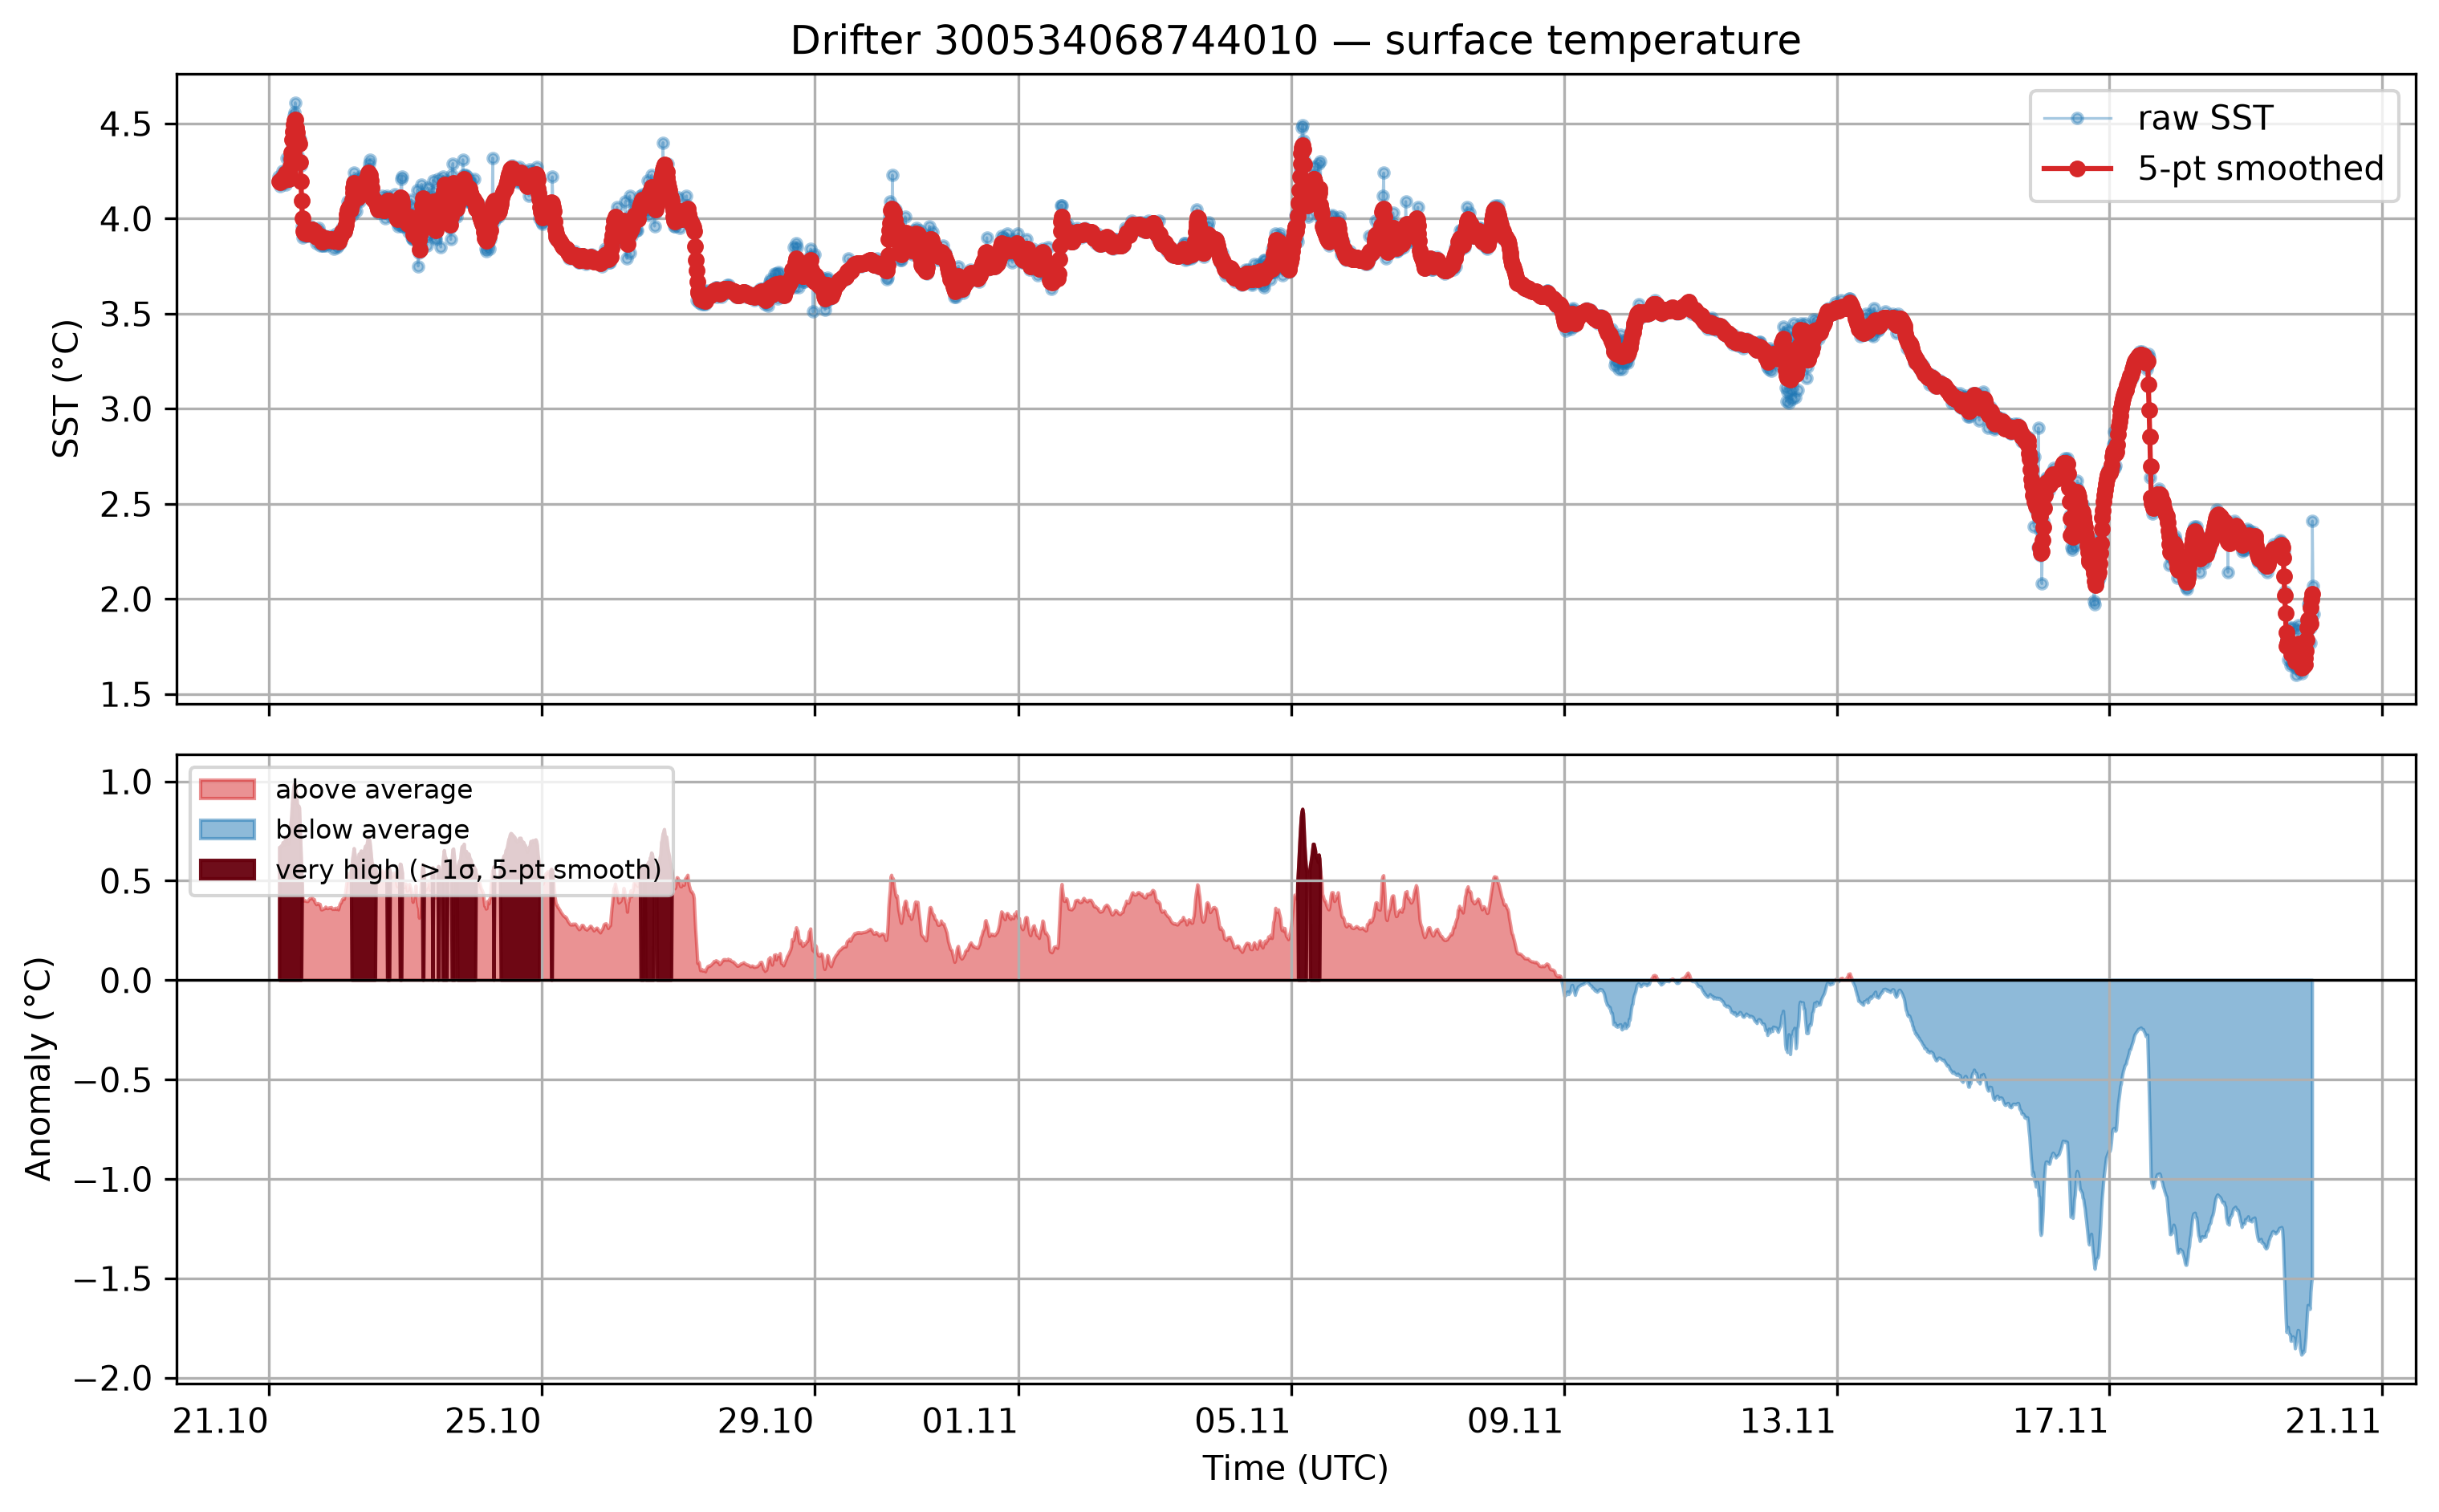 Drifter 300534068744010 — surface temperature
4.5
4.0
3.5
3.0
2.5
2.0
1.5
SST (°C)
raw SST
5-pt smoothed
1.0
0.5
0.0
−0.5
−1.0
−1.5
−2.0
Anomaly (°C)
above average
below average
very high (>1σ, 5-pt smooth)
21.10 25.10 29.10 01.11 05.11 09.11 13.11 17.11 21.11
Time (UTC)